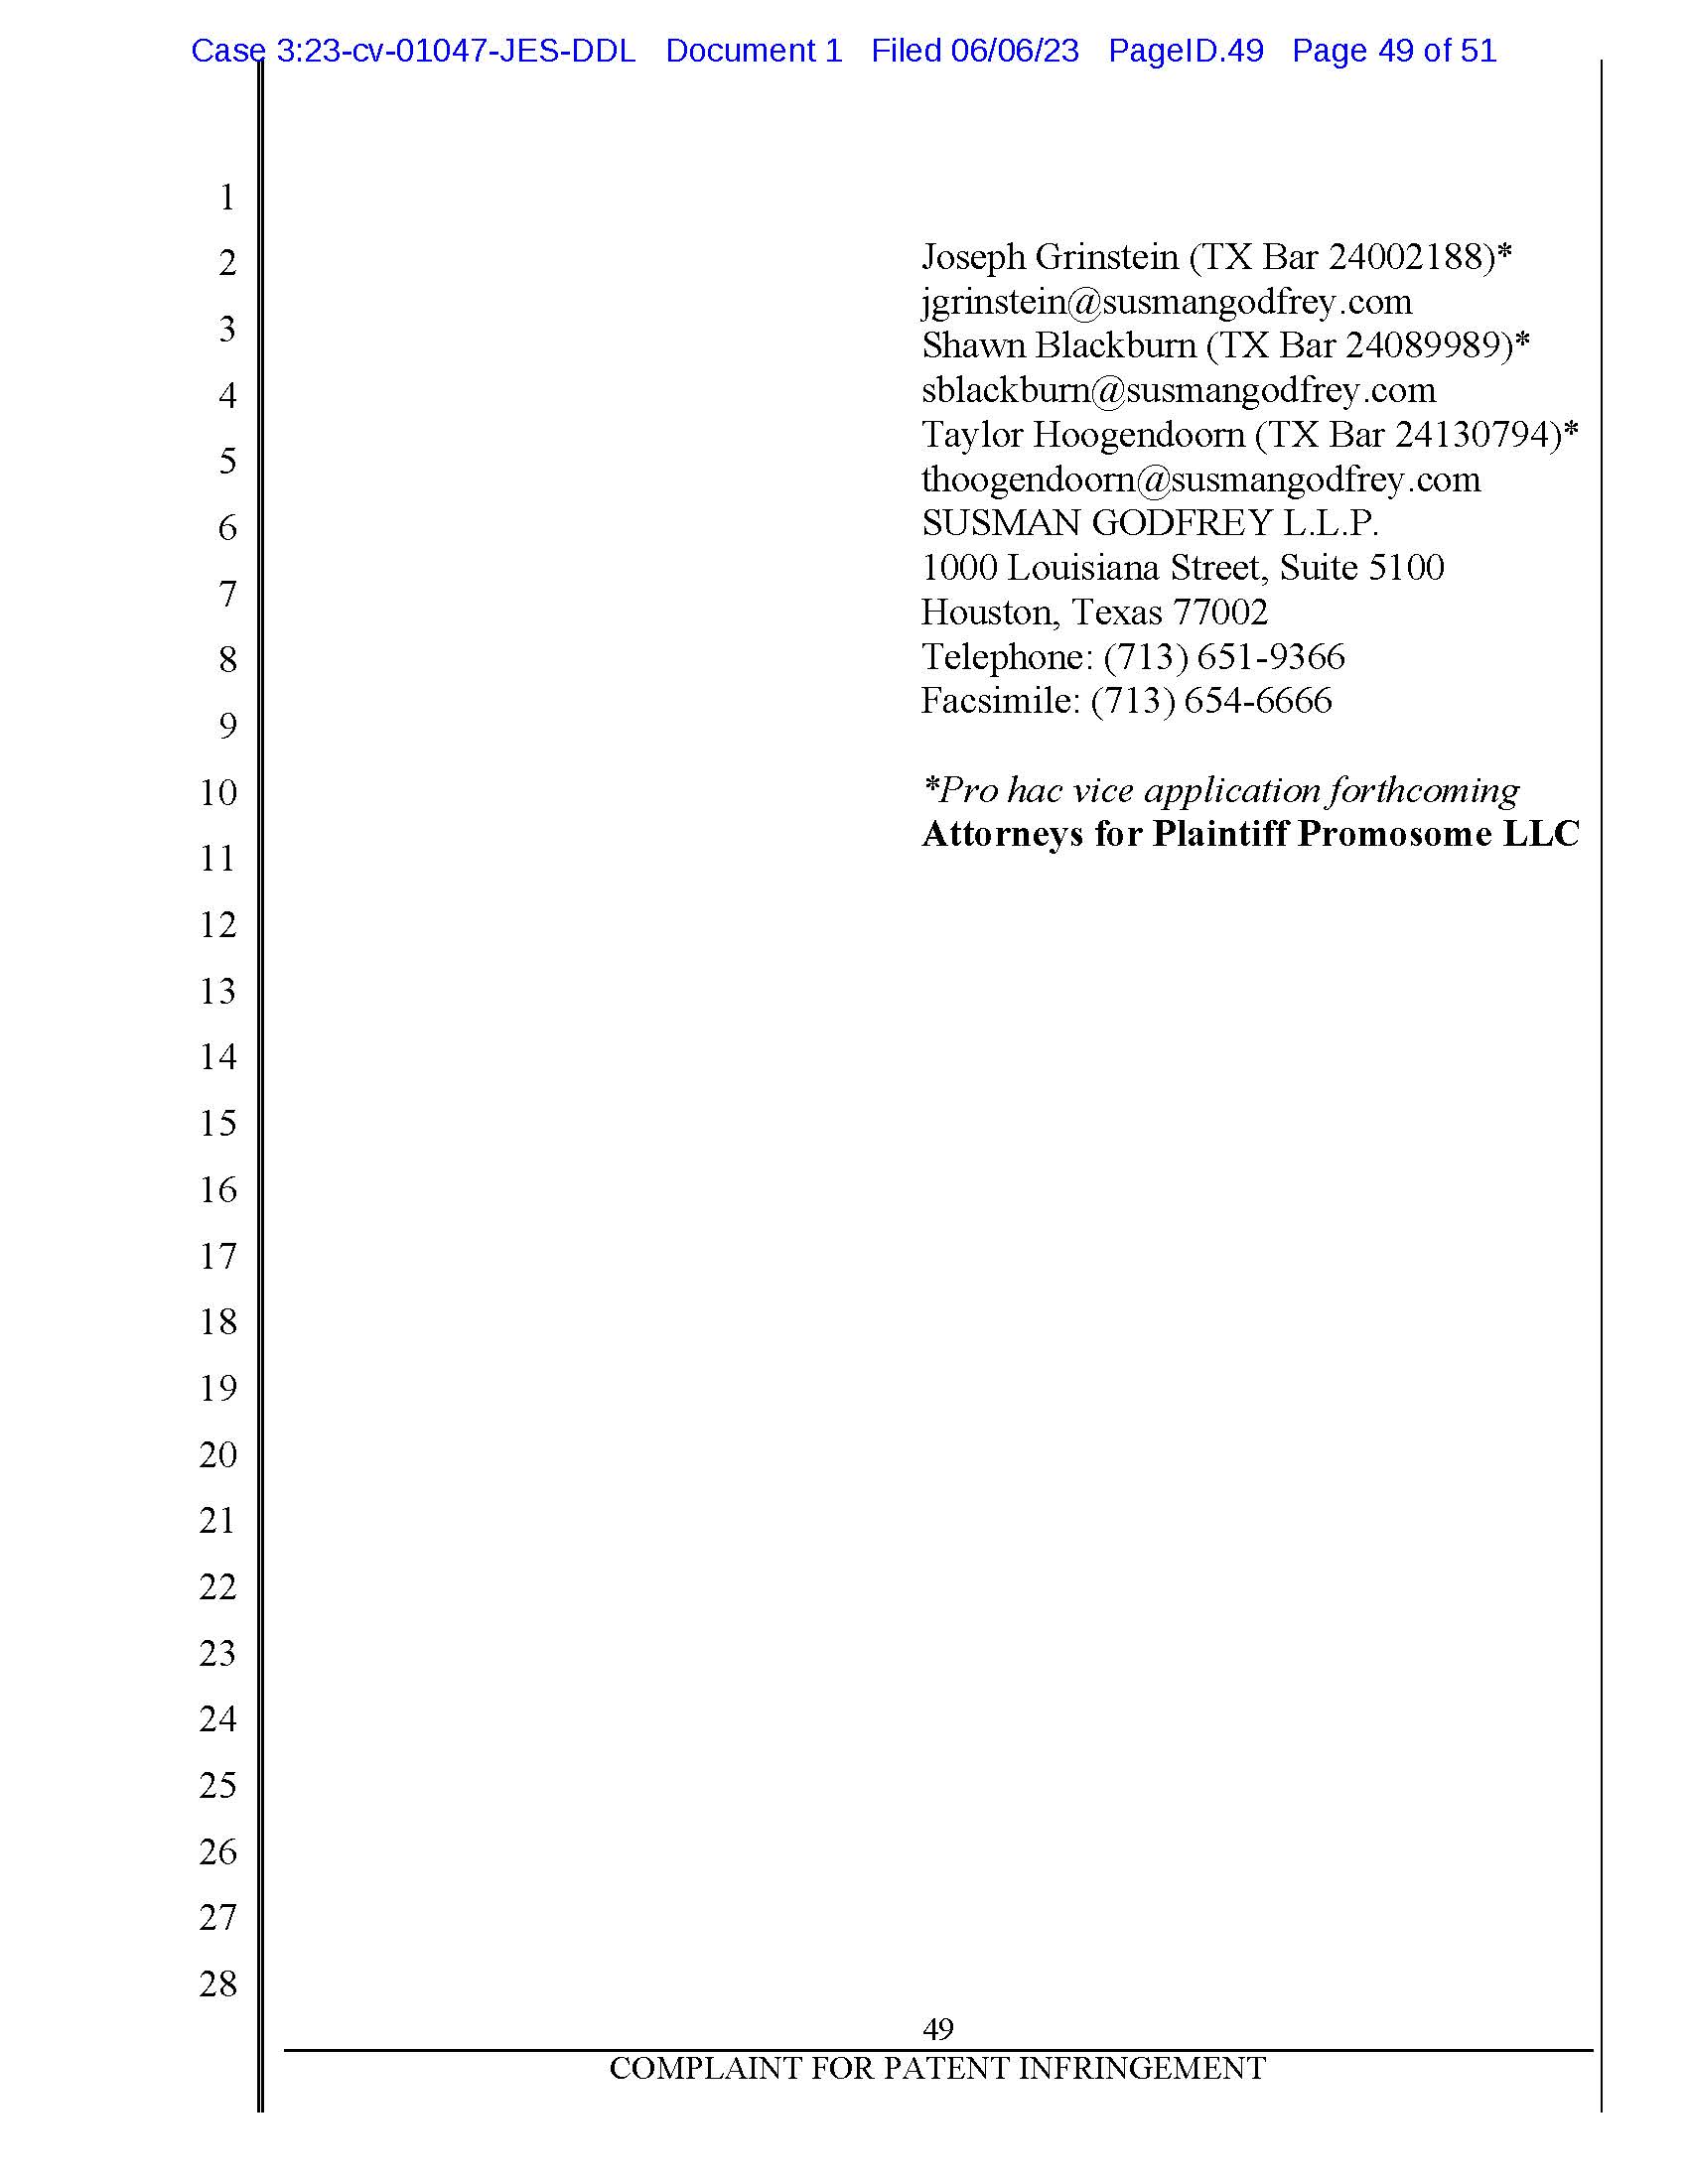 Case 3:23-cv-01047-JES-DDL Document 1 Filed 06/06/23 PageID.49 Page 49 of 51
1
2
3
4
5
6
7
8
9
10
11
12
13
14
15
16
17
18
19
20
21
22
23
24
25
26
27
28
Joseph Grinstein (TX Bar 24002188)*
jgrinstein@susmangodfrey.com
Shawn Blackburn (TX Bar 24089989)*
sblackburn@susmangodfrey.com
Taylor Hoogendoorn (TX Bar 24130794)*
thoogendoorn@susmangodfrey.com
SUSMAN GODFREY L.L.P.
1000 Louisiana Street, Suite 5100
Houston, Texas 77002
Telephone: (713) 651-9366
Facsimile: (713) 654-6666
*Pro hac vice application forthcoming
Attorneys for Plaintiff Promosome LLC
49
COMPLAINT FOR PATENT INFRINGEMENT